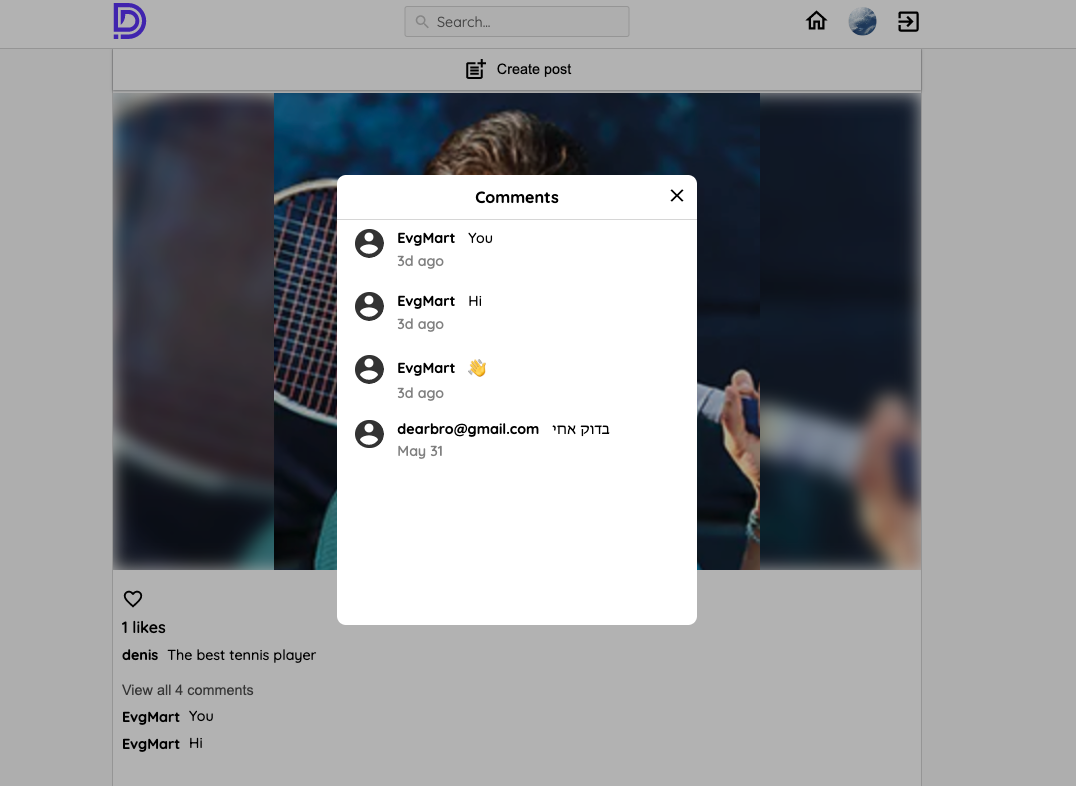 Search...
Create post
Comments
EvgMart You
3d ago
EvgMart Hi
3d ago
EvgMart 👋
3d ago
dearbro@gmail.com בדוק אחי
May 31
1 likes
denis The best tennis player
View all 4 comments
EvgMart You
EvgMart Hi